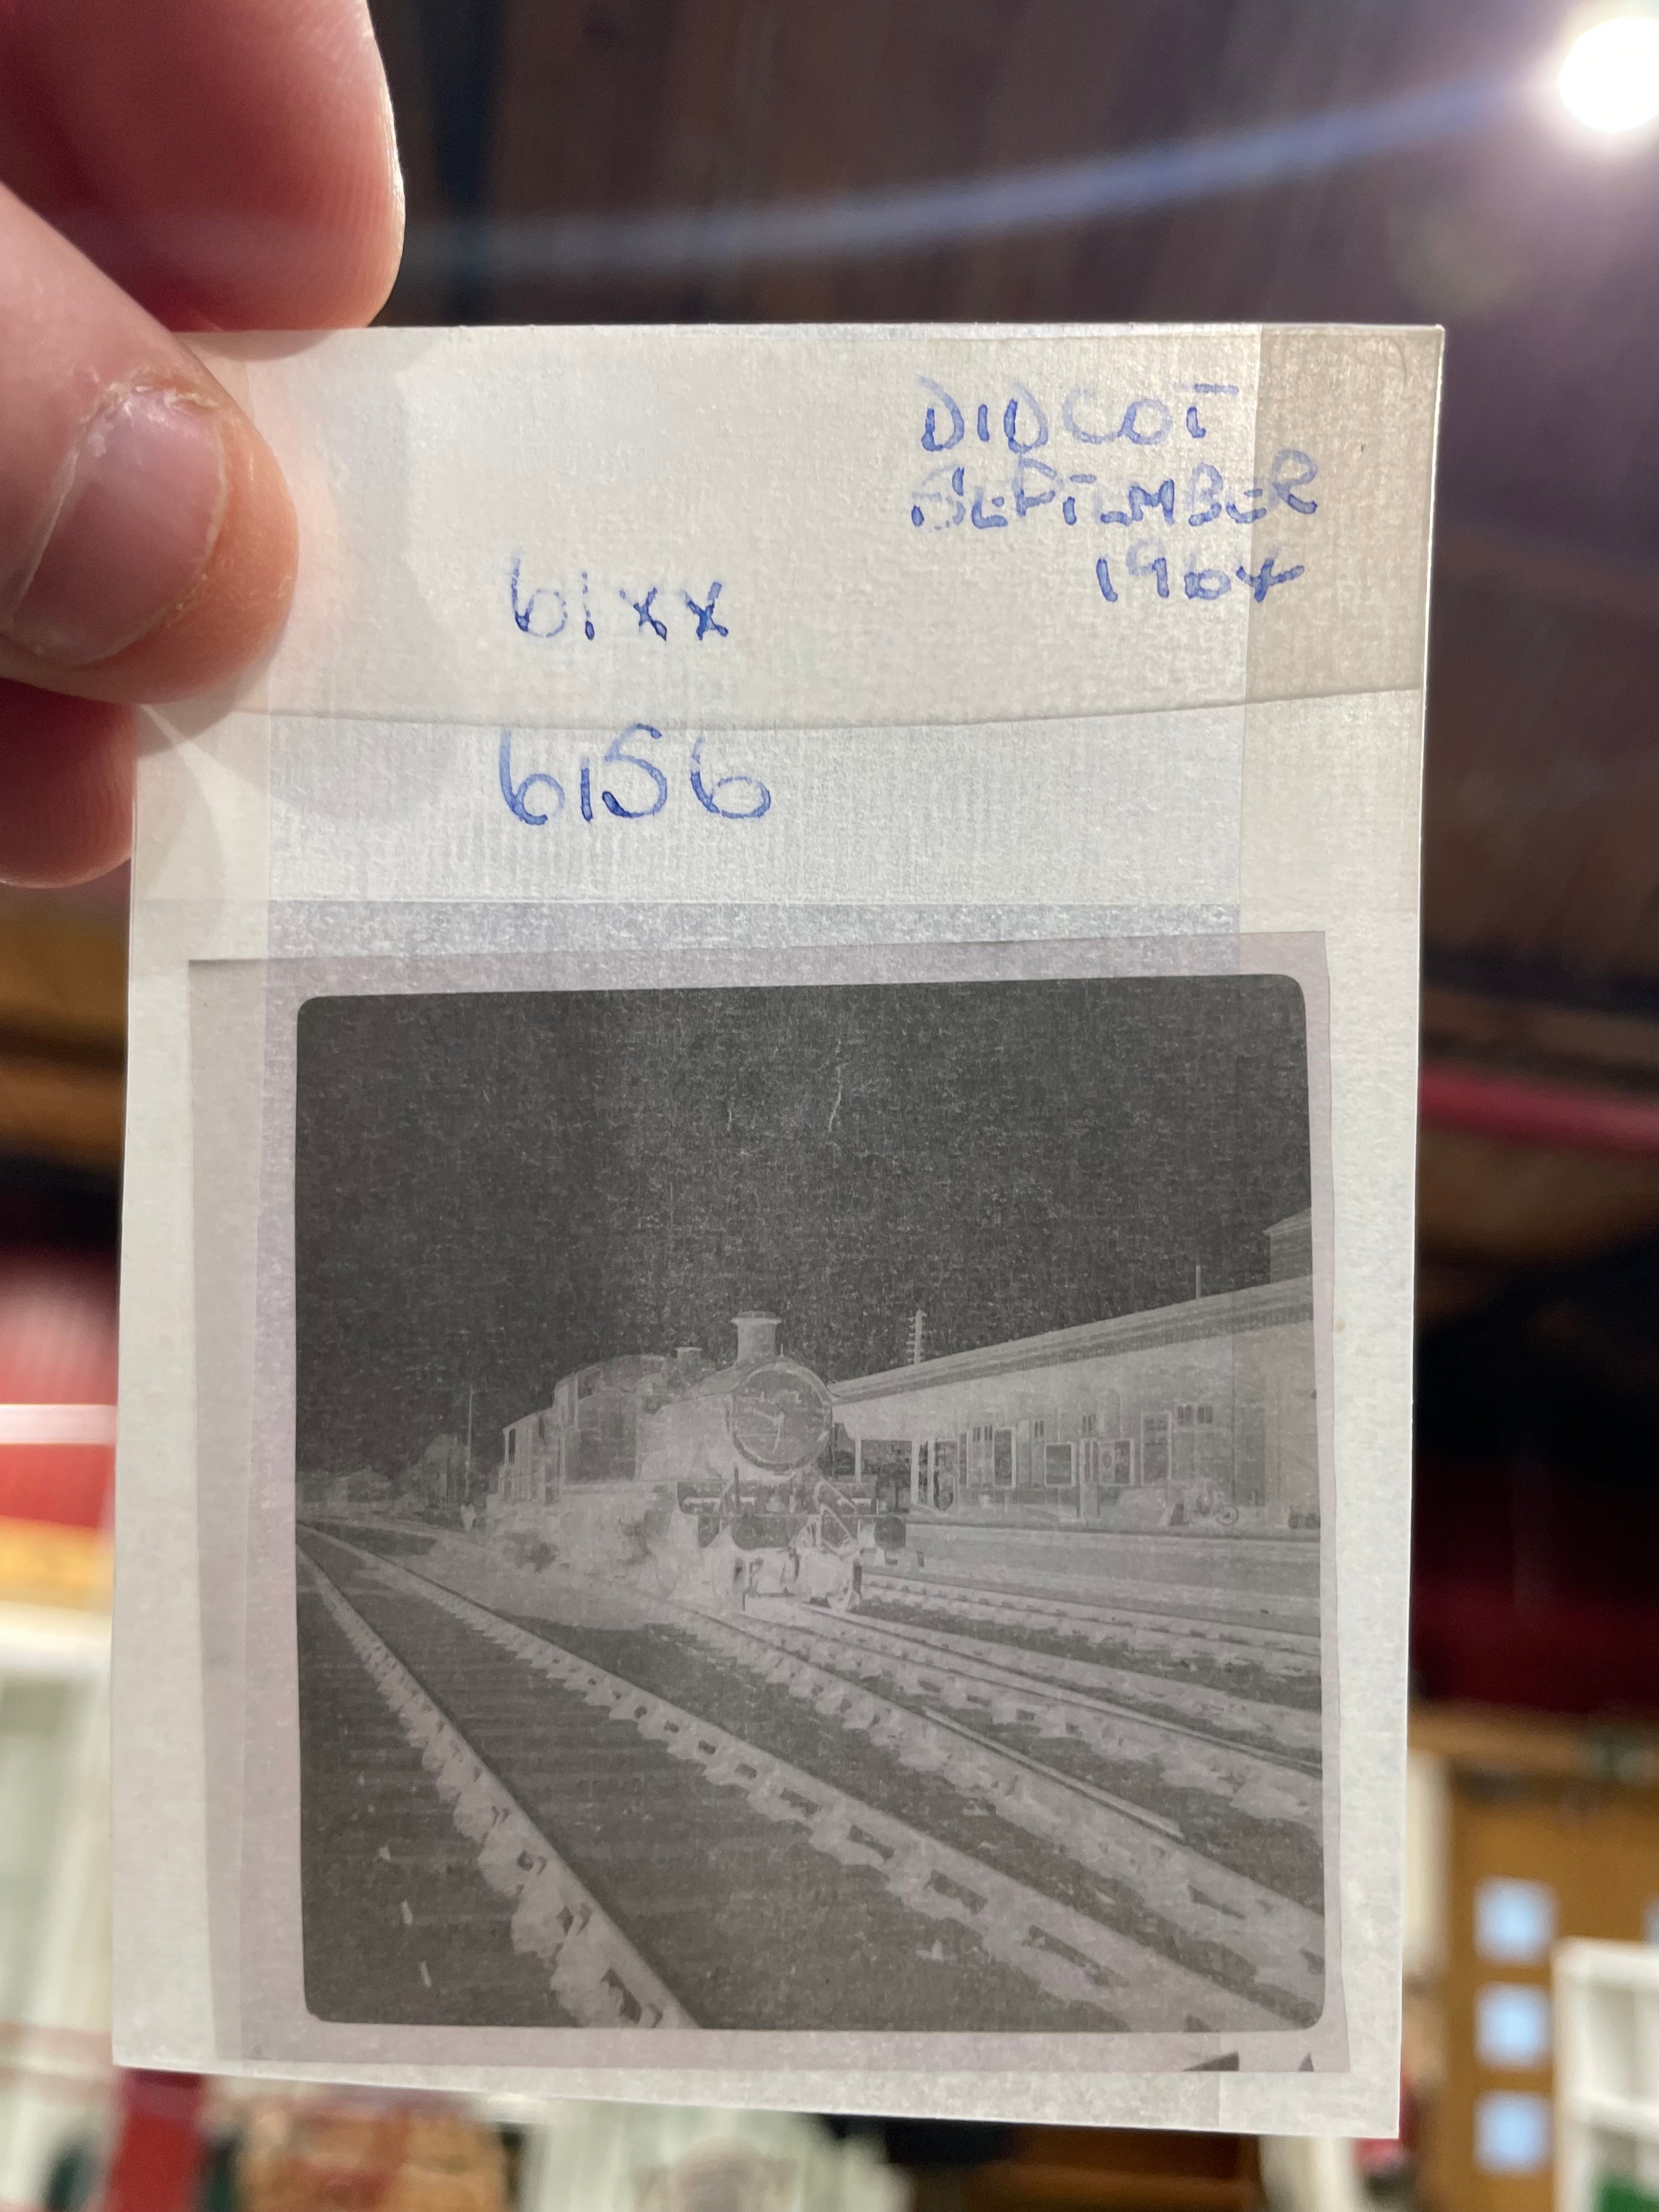 DIDCOT
SEPTEMBER
1964
61xx
6156